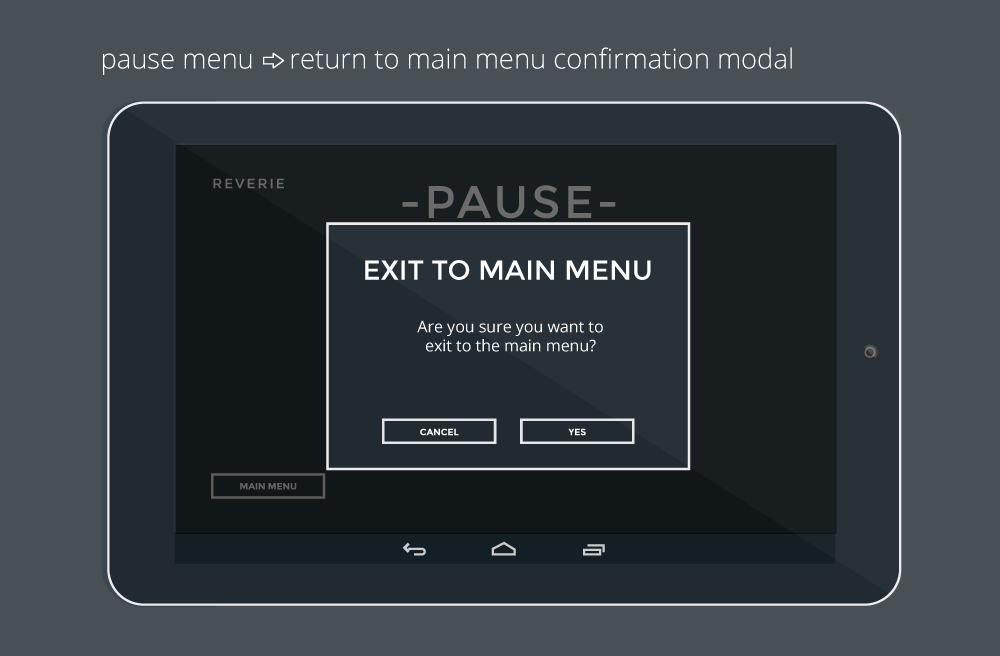 pause menu ⇨ return to main menu confirmation modal
REVERIE
-PAUSE-
EXIT TO MAIN MENU
Are you sure you want to
exit to the main menu?
CANCEL YES
MAIN MENU